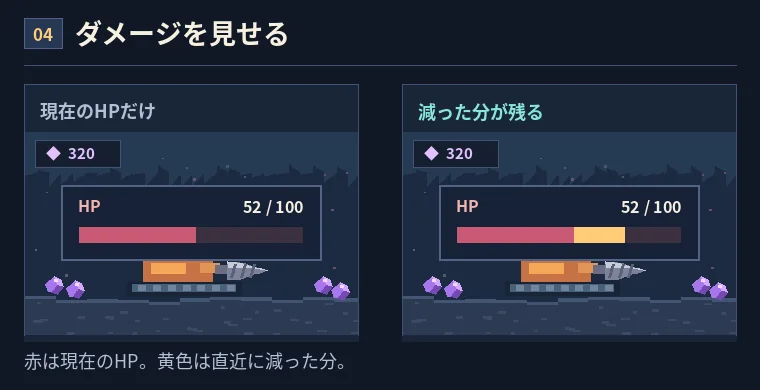 04 ダメージを見せる
現在のHPだけ
320
HP 52 / 100
減った分が残る
320
HP 52 / 100
赤は現在のHP。黄色は直近に減った分。